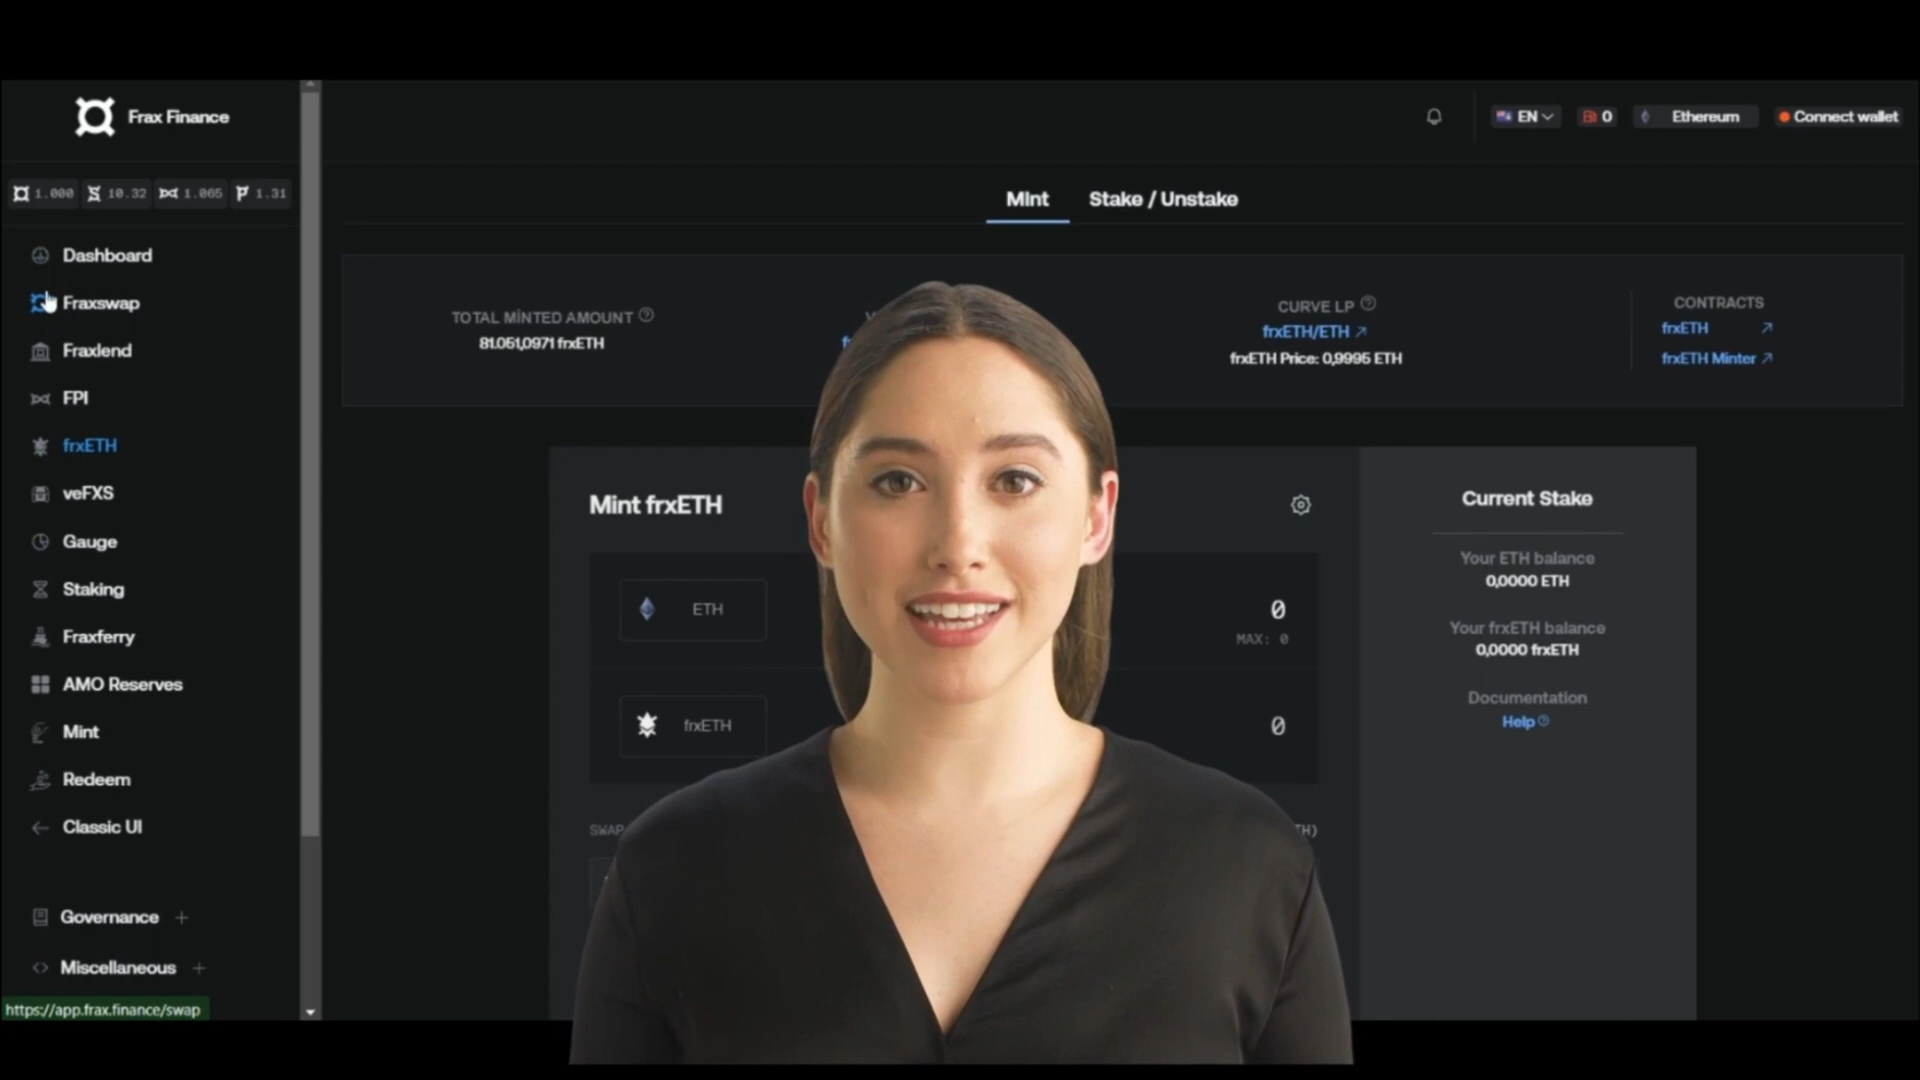 Frax Finance
EN
0
Ethereum
Connect wallet
1.000
10.32
1.065
1.31
Mint
Stake / Unstake
Dashboard
Fraxswap
Fraxlend
FPI
frxETH
veFXS
Gauge
Staking
Fraxferry
AMO Reserves
Mint
Redeem
Classic UI
Governance +
Miscellaneous +
https://app.frax.finance/swap
TOTAL MİNTED AMOUNT
81.051,0971 frxETH
CURVE LP
frxETH/ETH
frxETH Price: 0,9995 ETH
CONTRACTS
frxETH
frxETH Minter
Mint frxETH
ETH
0
MAX: 0
frxETH
0
SWAP
TH)
Current Stake
Your ETH balance
0,0000 ETH
Your frxETH balance
0,0000 frxETH
Documentation
Help